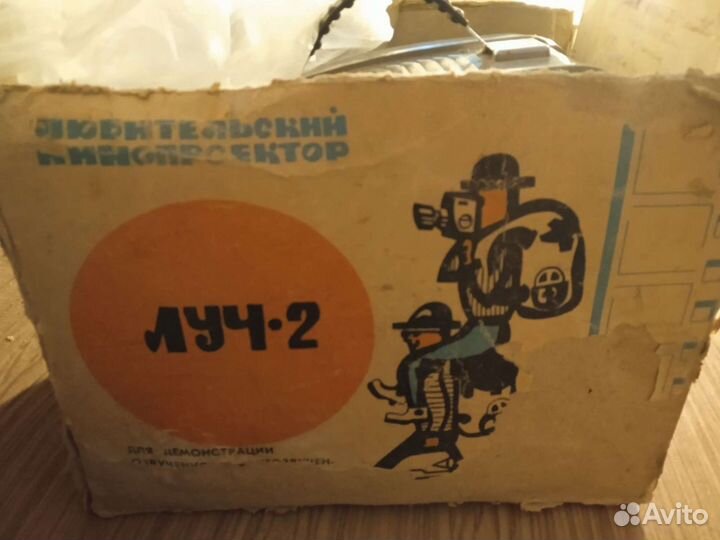 ЛЮБИТЕЛЬСКИЙ
КИНОПРОЕКТОР
ЛУЧ·2
ДЛЯ ДЕМОНСТРАЦИИ
Avito